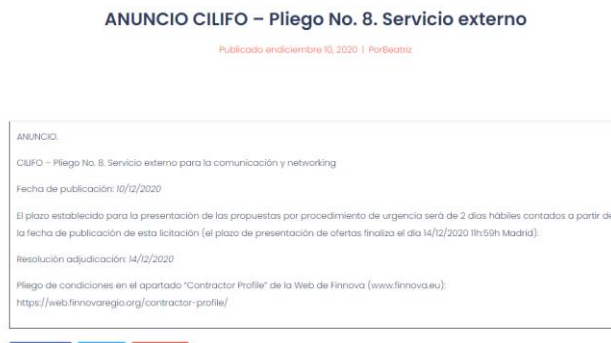 ANUNCIO CILIFO – Pliego No. 8. Servicio externo
Publicado endiciembre 10, 2020 | PorBeatriz
ANUNCIO.
CILIFO – Pliego No. 8. Servicio externo para la comunicación y networking
Fecha de publicación: 10/12/2020
El plazo establecido para la presentación de las propuestas por procedimiento de urgencia será de 2 días hábiles contados a partir de
la fecha de publicación de esta licitación (el plazo de presentación de ofertas finaliza el día 14/12/2020 11h:59h Madrid).
Resolución adjudicación: 14/12/2020
Pliego de condiciones en el apartado "Contractor Profile" de la Web de Finnova (www.finnova.eu):
https://web.finnovaregio.org/contractor-profile/